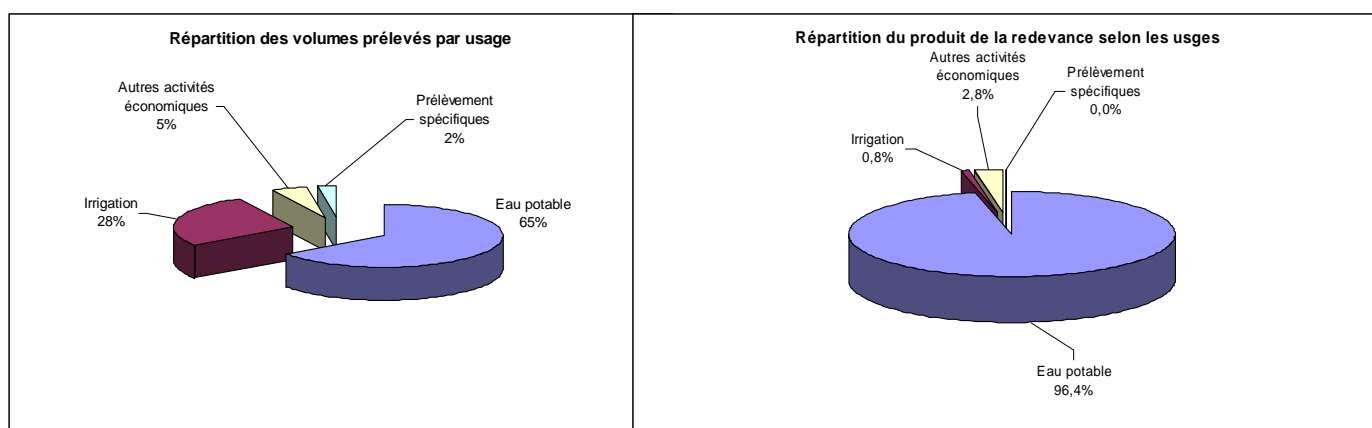 Répartition des volumes prélevés par usage
Autres activités
économiques
5%
Prélèvement
spécifiques
2%
Irrigation
28%
Eau potable
65%
Répartition du produit de la redevance selon les usges
Autres activités
économiques
2,8%
Prélèvement
spécifiques
0,0%
Irrigation
0,8%
Eau potable
96,4%